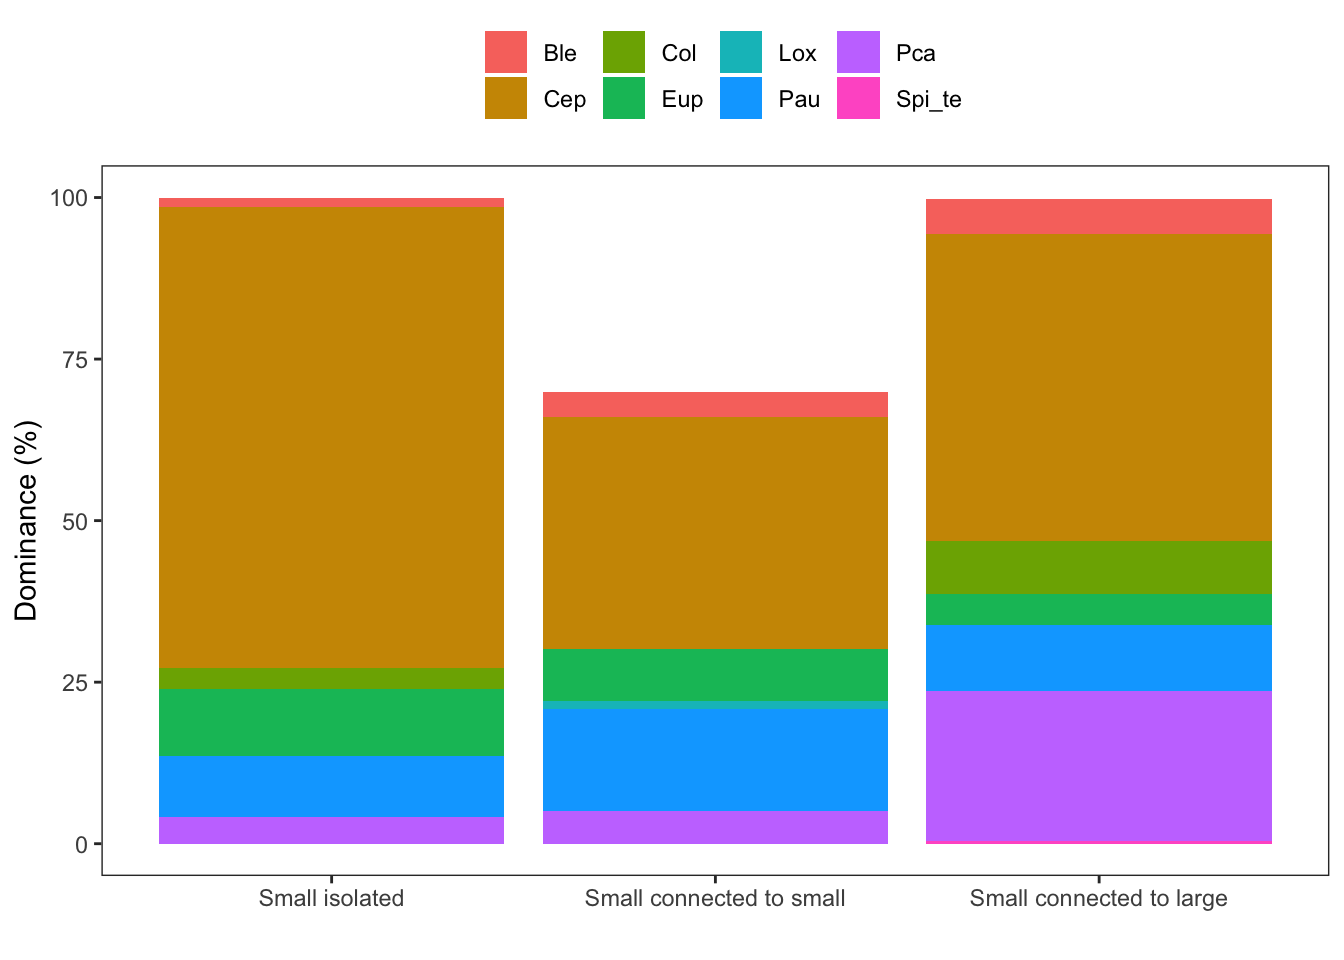 Ble Col Lox Pca
Cep Eup Pau Spi_te
Dominance (%)
100
75
50
25
0
Small isolated Small connected to small Small connected to large